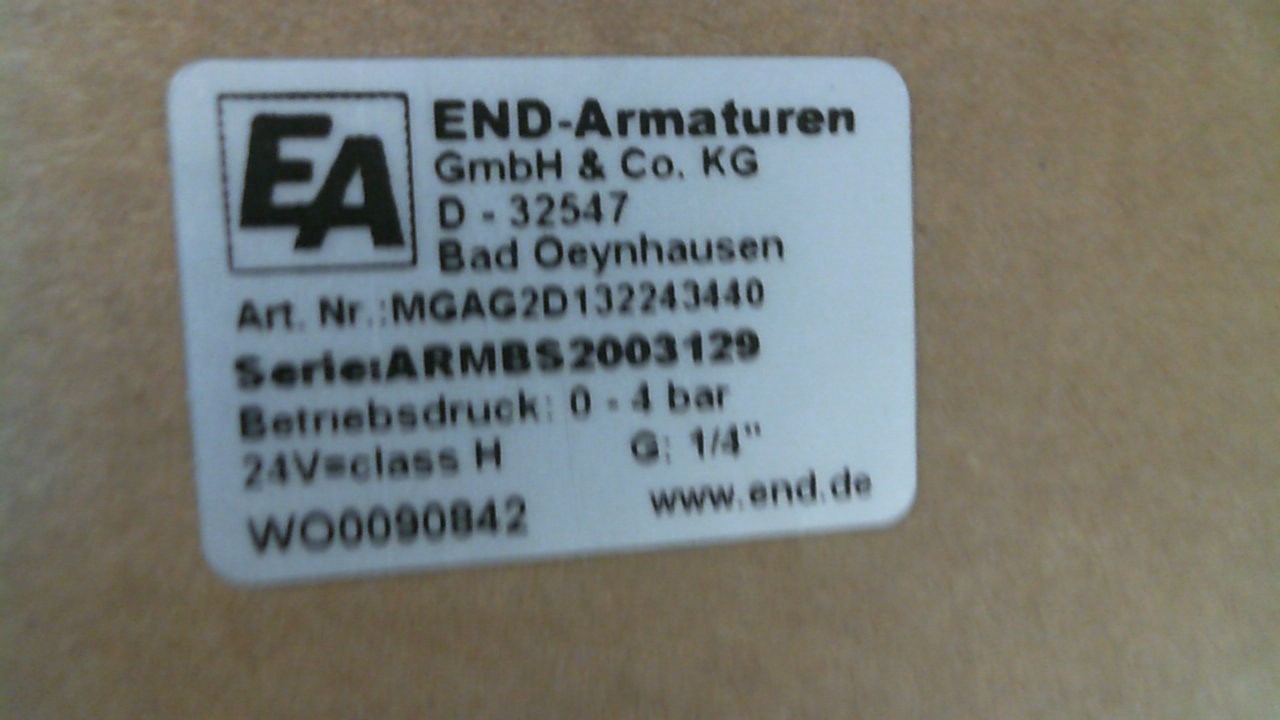 EA
END-Armaturen
GmbH & Co. KG
D - 32547
Bad Oeynhausen
Art. Nr.:MGAG2D132243440
Serie:ARMBS2003129
Betriebsdruck: 0 - 4 bar
24V=class H G: 1/4"
WO0090842 www.end.de